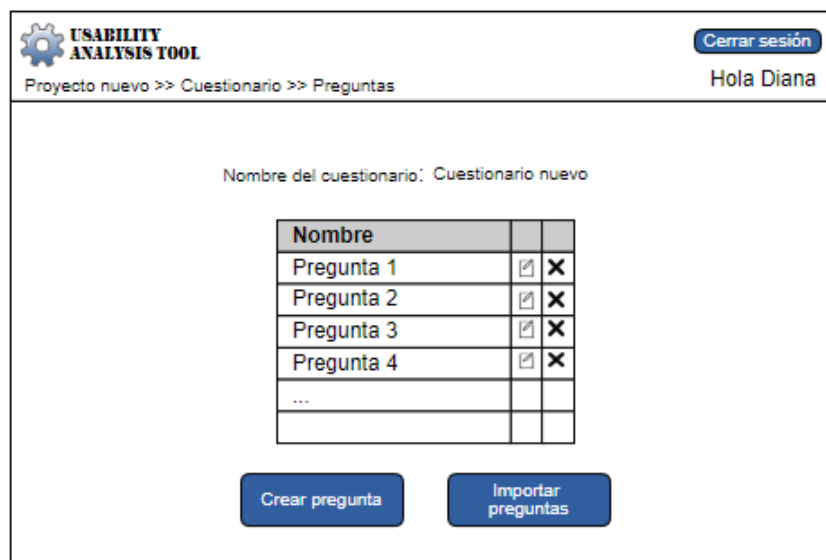 USABILITY
ANALYSIS TOOL
Cerrar sesión
Proyecto nuevo >> Cuestionario >> Preguntas
Hola Diana
Nombre del cuestionario: Cuestionario nuevo
Nombre
Pregunta 1
Pregunta 2
Pregunta 3
Pregunta 4
...
Crear pregunta
Importar
preguntas